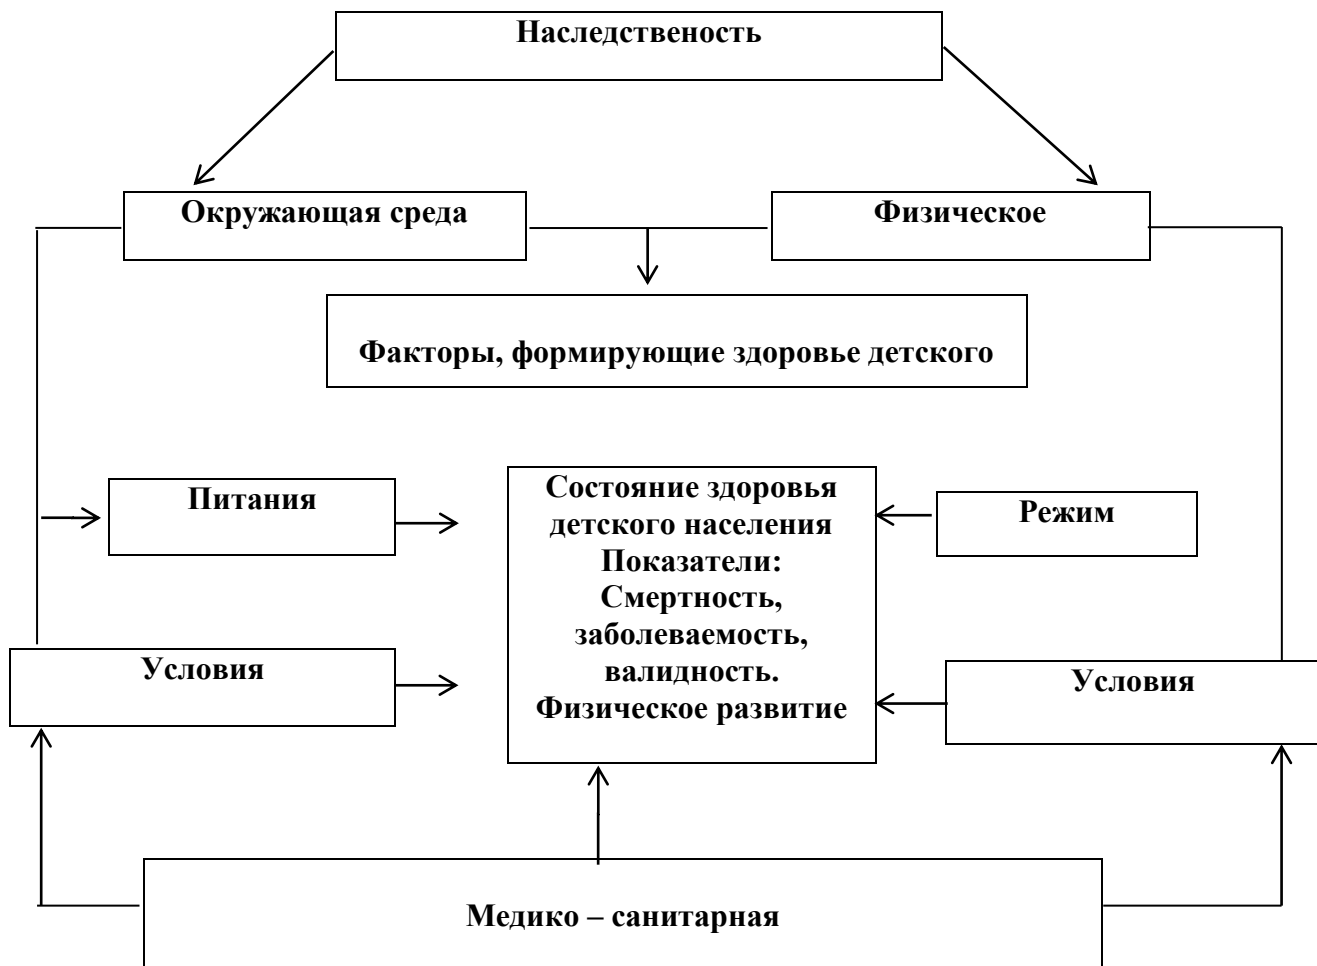 Наследственость
Окружающая среда
Физическое
Факторы, формирующие здоровье детского
Питания
Состояние здоровья
детского населения
Показатели:
Смертность,
заболеваемость,
валидность.
Физическое развитие
Режим
Условия
Условия
Медико – санитарная